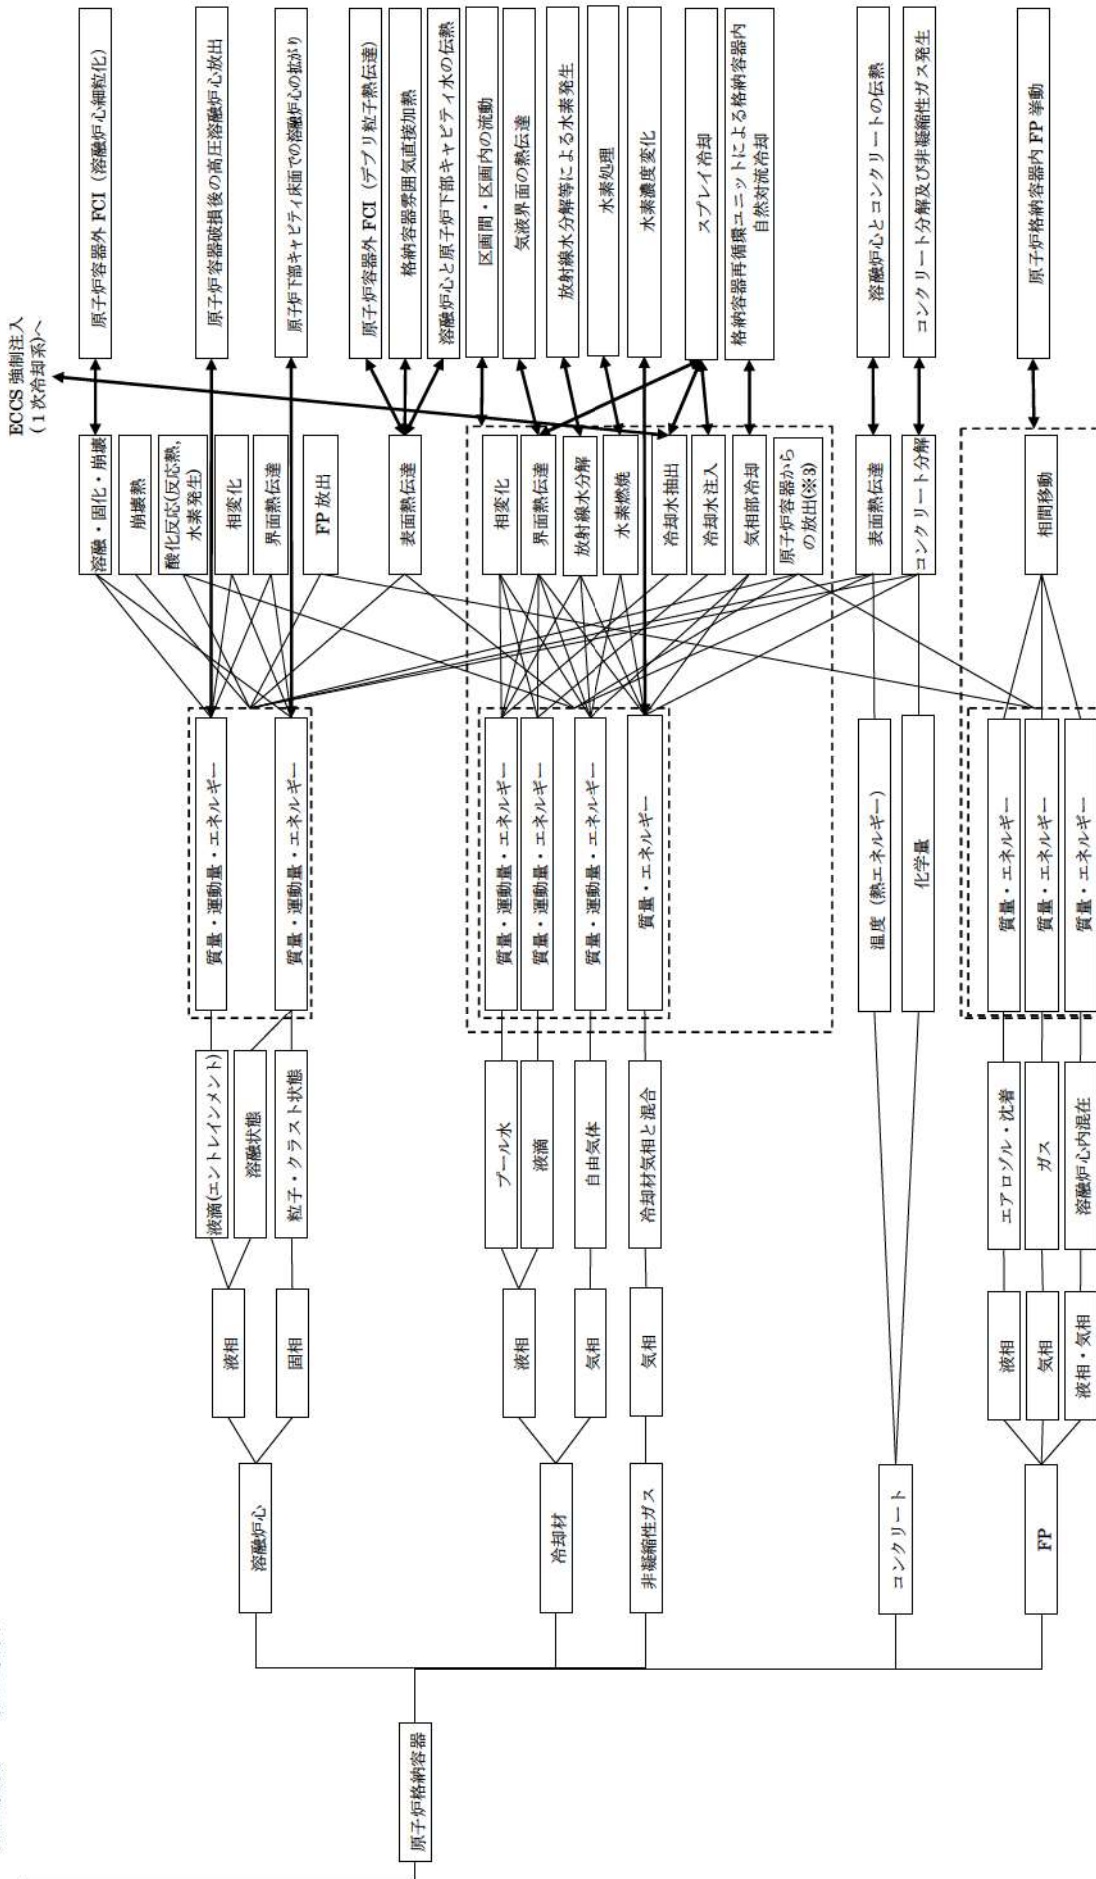 原子炉格納容器
溶融炉心
冷却材
非凝縮性ガス
コンクリート
FP
液相
固相
液相
気相
気相
液相
気相
液相・気相
液滴(エントレインメント)
溶融状態
粒子・クラスト状態
プール水
液滴
自由気体
冷却材気相と混合
エアロゾル・沈着
ガス
溶融炉心内混在
質量・運動量・エネルギー
質量・運動量・エネルギー
質量・運動量・エネルギー
質量・運動量・エネルギー
質量・運動量・エネルギー
質量・エネルギー
温度（熱エネルギー）
化学量
質量・エネルギー
質量・エネルギー
質量・エネルギー
溶融・固化・崩壊
崩壊熱
酸化反応(反応熱,
水素発生)
相変化
界面熱伝達
FP 放出
表面熱伝達
相変化
界面熱伝達
放射線水分解
水素燃焼
冷却水抽出
冷却水注入
気相部冷却
原子炉容器から
の放出(※3)
表面熱伝達
コンクリート分解
相間移動
ECCS 強制注入
(１次冷却系)へ
原子炉容器外 FCI（溶融炉心細粒化）
原子炉容器破損後の高圧溶融炉心放出
原子炉下部キャビティ床面での溶融炉心の拡がり
原子炉容器外 FCI（デブリ粒子熱伝達）
格納容器雰囲気直接加熱
溶融炉心と原子炉下部キャビティ水の伝熱
区画間・区画内の流動
気液界面の熱伝達
放射線水分解等による水素発生
水素処理
水素濃度変化
スプレイ冷却
格納容器再循環ユニットによる格納容器内
自然対流冷却
溶融炉心とコンクリートの伝熱
コンクリート分解及び非凝縮性ガス発生
原子炉格納容器内 FP 挙動